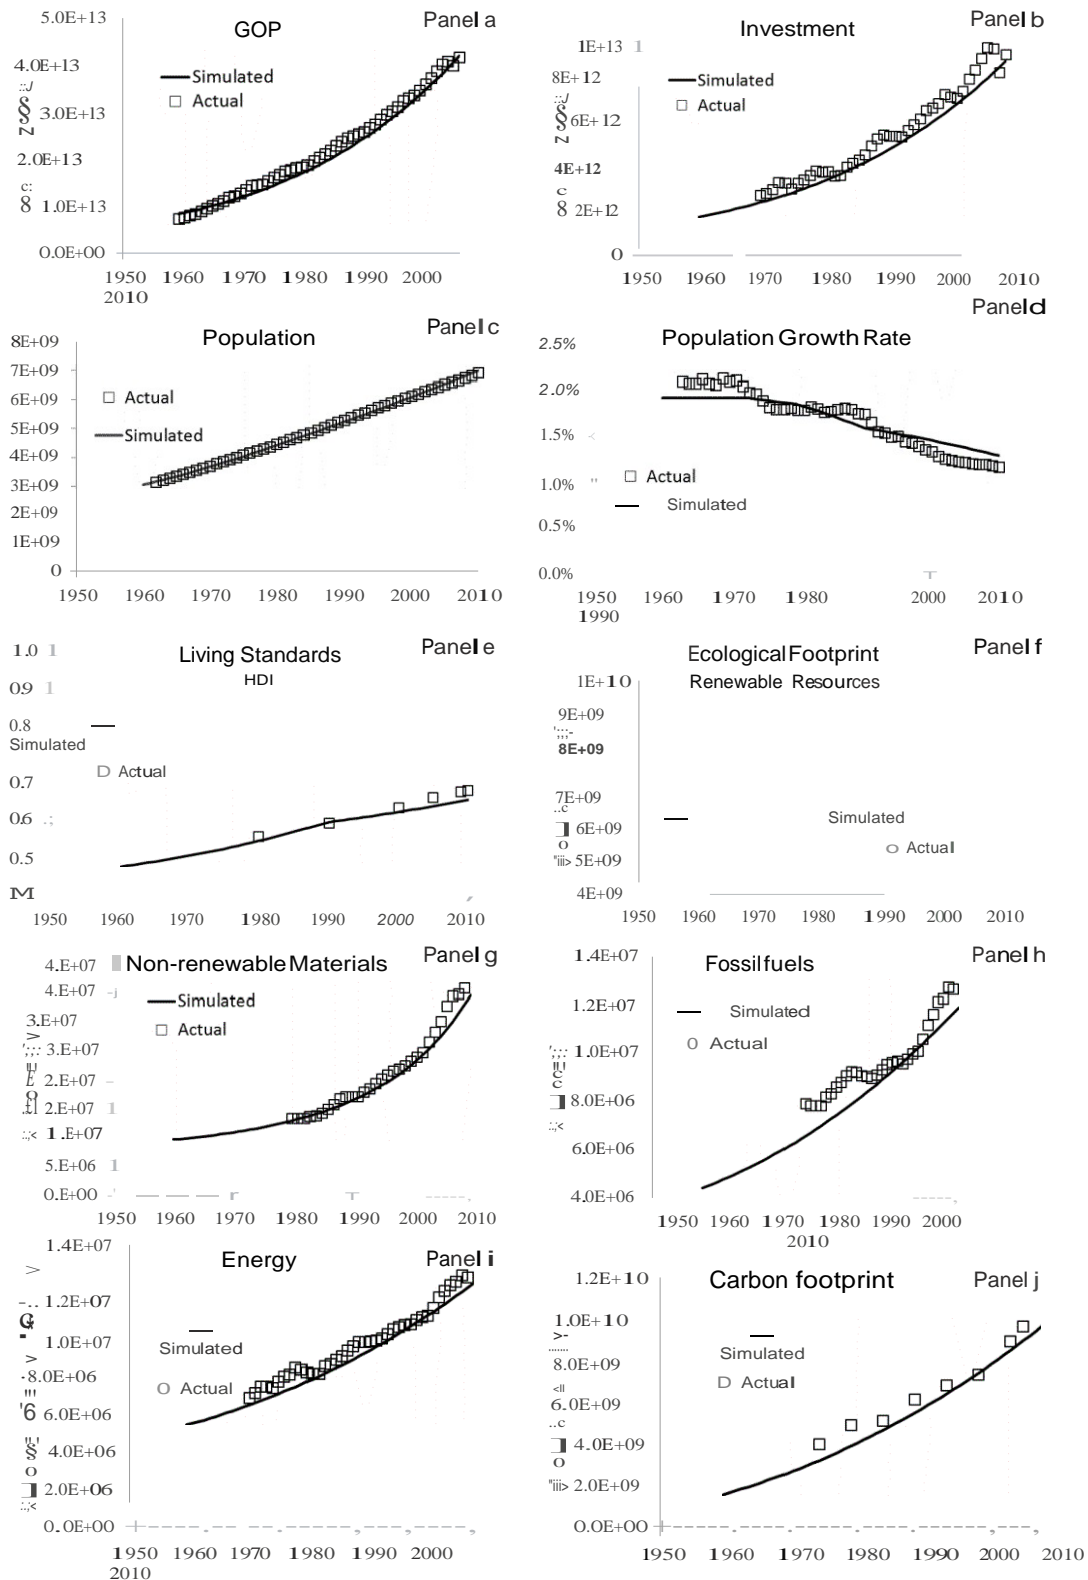 5.0E+13
GOP
Panel a
4.0E+13
Simulated
Actual
3.0E+13
2.0E+13
1.0E+13
0.0E+00
1950 1960 1970 1980 1990 2000
2010
Panel b
Investment
1E+13
8E+12
Simulated
Actual
6E+12
4E+12
2E+12
0
1950 1960 1970 1980 1990 2000 2010
Panel c
Population
8E+09
7E+09
Actual
6E+09
5E+09
Simulated
4E+09
3E+09
2E+09
1E+09
0
1950 1960 1970 1980 1990 2000 2010
Panel d
Population Growth Rate
2.5%
2.0%
1.5%
Actual
1.0%
Simulated
0.5%
0.0%
1950 1960 1970 1980 2000 2010
1990
Panel e
Living Standards
HDI
1.0
0.9
0.8
Simulated
Actual
0.7
0.6
0.5
1950 1960 1970 1980 1990 2000 2010
Panel f
Ecological Footprint
Renewable Resources
1E+10
9E+09
8E+09
7E+09
Simulated
6E+09
Actual
5E+09
4E+09
1950 1960 1970 1980 1990 2000 2010
Panel g
Non-renewable Materials
4.E+07
4.E+07
Simulated
3.E+07
Actual
3.E+07
2.E+07
2.E+07
1.E+07
5.E+06
0.E+00
1950 1960 1970 1980 1990 2000 2010
Panel h
Fossil fuels
1.4E+07
1.2E+07
Simulated
Actual
1.0E+07
8.0E+06
6.0E+06
4.0E+06
1950 1960 1970 1980 1990 2000
2010
Panel i
Energy
1.4E+07
1.2E+07
1.0E+07
Simulated
8.0E+06
Actual
6.0E+06
4.0E+06
2.0E+06
0.0E+00
1950 1960 1970 1980 1990 2000
2010
Panel j
Carbon footprint
1.2E+10
1.0E+10
Simulated
8.0E+09
Actual
6.0E+09
4.0E+09
2.0E+09
0.0E+00
1950 1960 1970 1980 1990 2000 2010